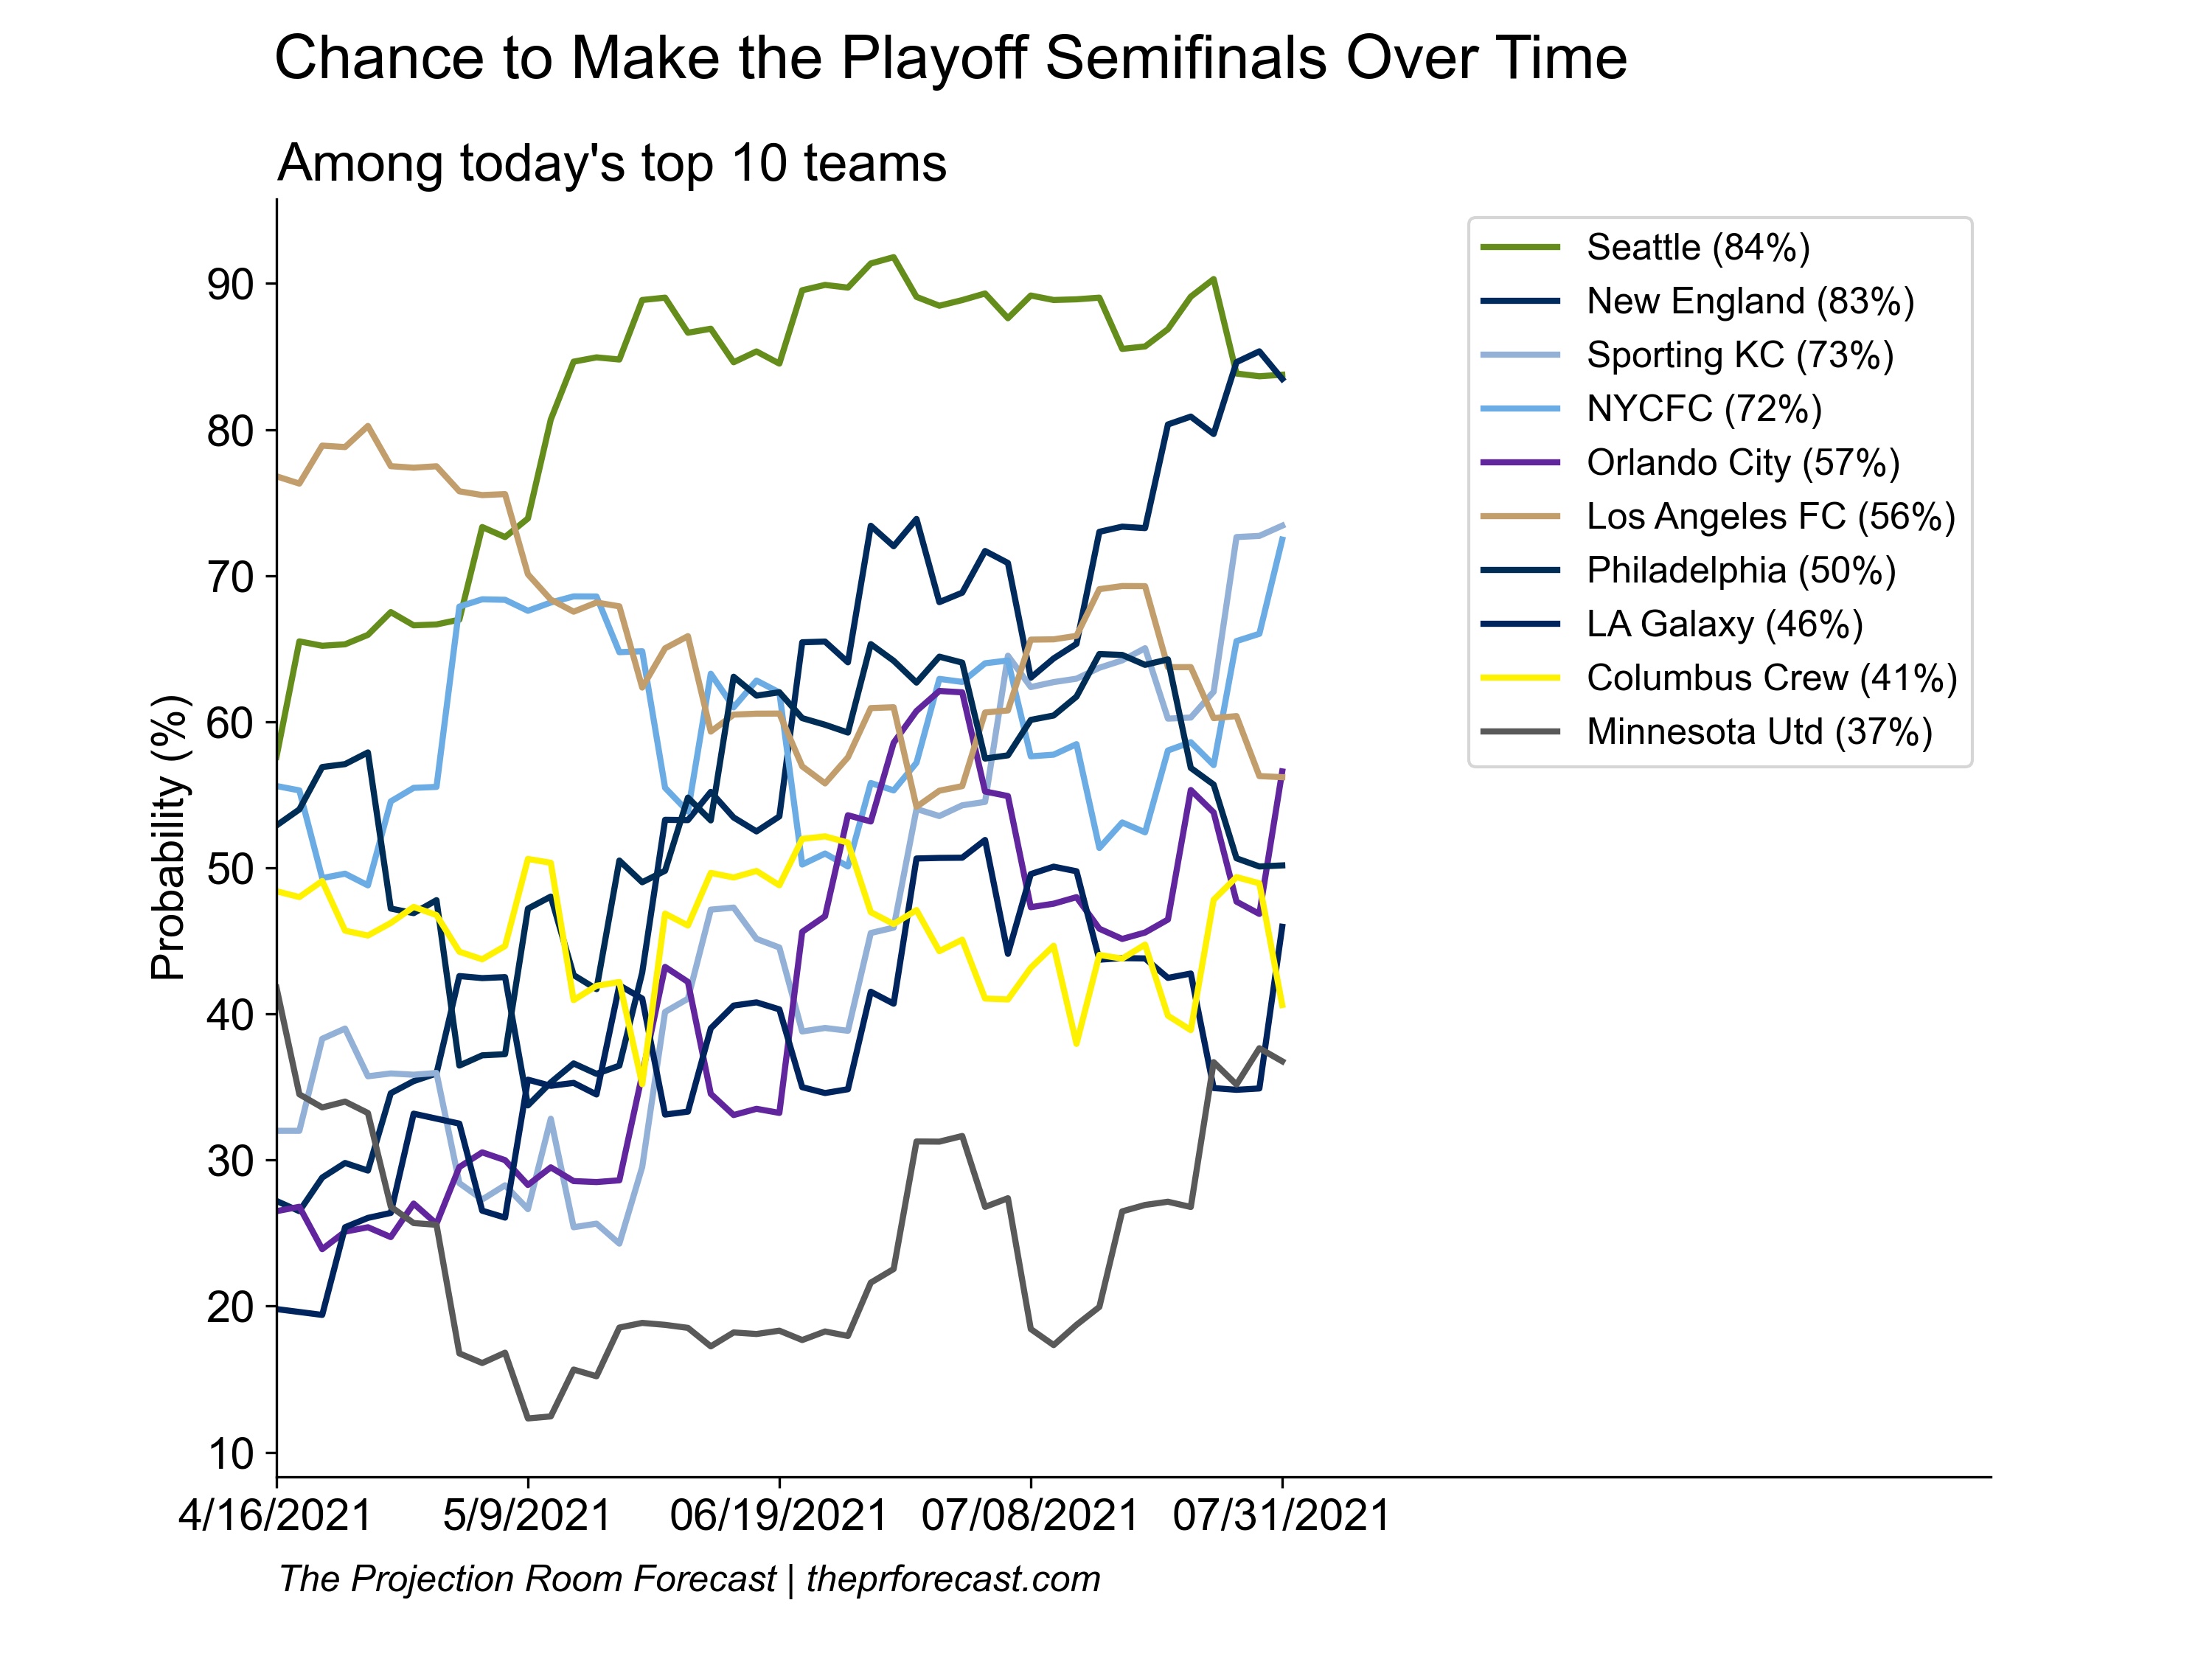 Chance to Make the Playoff Semifinals Over Time
Among today's top 10 teams
Probability (%)
90
80
70
60
50
40
30
20
10
4/16/2021 5/9/2021 06/19/2021 07/08/2021 07/31/2021
Seattle (84%)
New England (83%)
Sporting KC (73%)
NYCFC (72%)
Orlando City (57%)
Los Angeles FC (56%)
Philadelphia (50%)
LA Galaxy (46%)
Columbus Crew (41%)
Minnesota Utd (37%)
The Projection Room Forecast | theprforecast.com